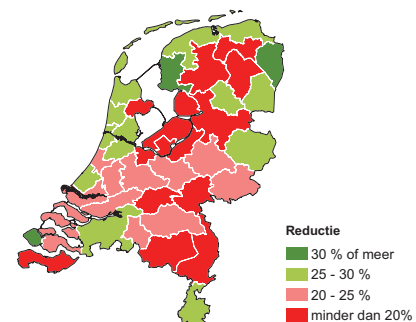 Reductie
30 % of meer
25 - 30 %
20 - 25 %
minder dan 20%